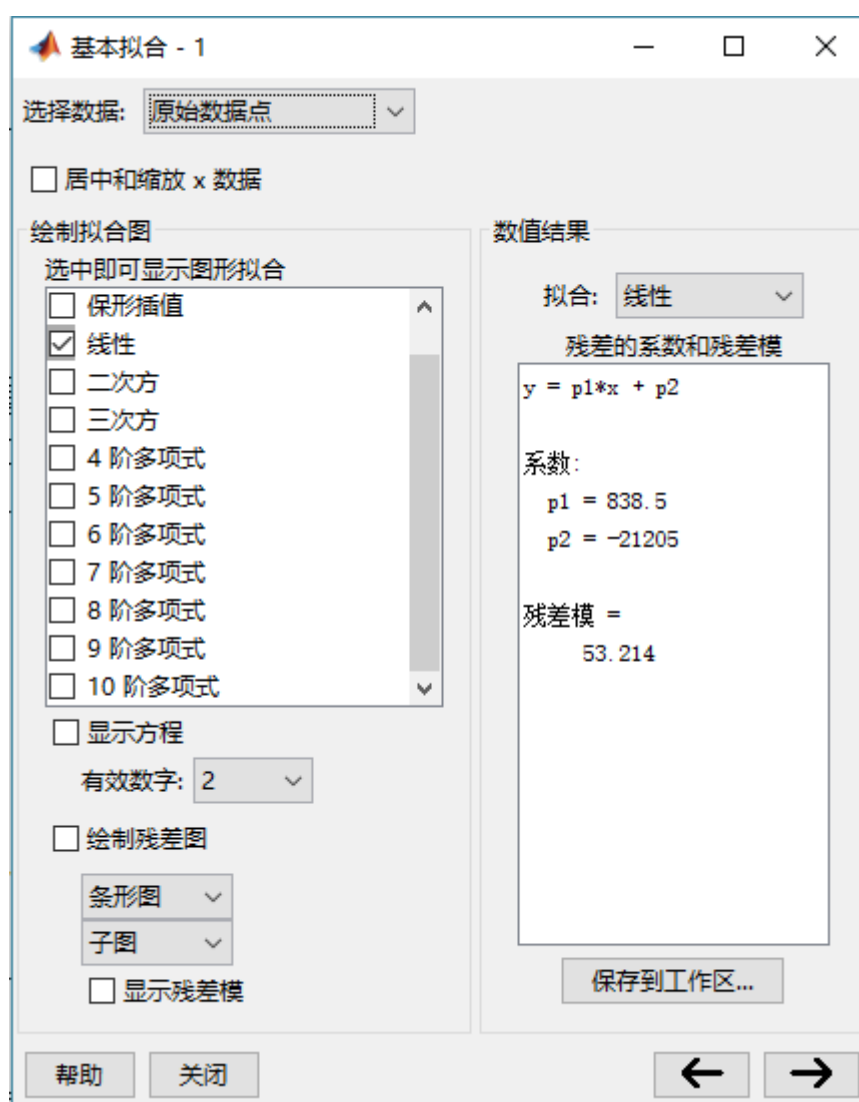 基本拟合 - 1
选择数据: 原始数据点
居中和缩放 x 数据
绘制拟合图
选中即可显示图形拟合
保形插值
线性
二次方
三次方
4 阶多项式
5 阶多项式
6 阶多项式
7 阶多项式
8 阶多项式
9 阶多项式
10 阶多项式
显示方程
有效数字: 2
绘制残差图
条形图
子图
显示残差模
数值结果
拟合: 线性
残差的系数和残差模
y = p1*x + p2
系数:
p1 = 838.5
p2 = -21205
残差模 =
53.214
保存到工作区...
帮助
关闭